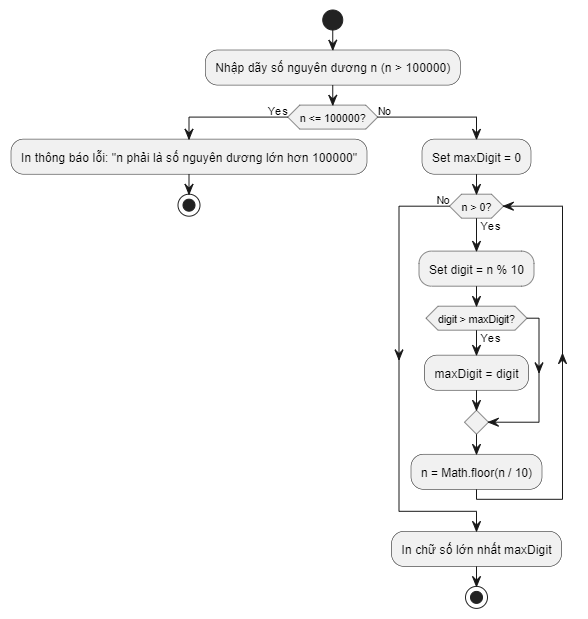 Nhập dãy số nguyên dương n (n > 100000)
Yes
n <= 100000?
No
In thông báo lỗi: "n phải là số nguyên dương lớn hơn 100000"
Set maxDigit = 0
No
n > 0?
Yes
Set digit = n % 10
digit > maxDigit?
Yes
maxDigit = digit
n = Math.floor(n / 10)
In chữ số lớn nhất maxDigit